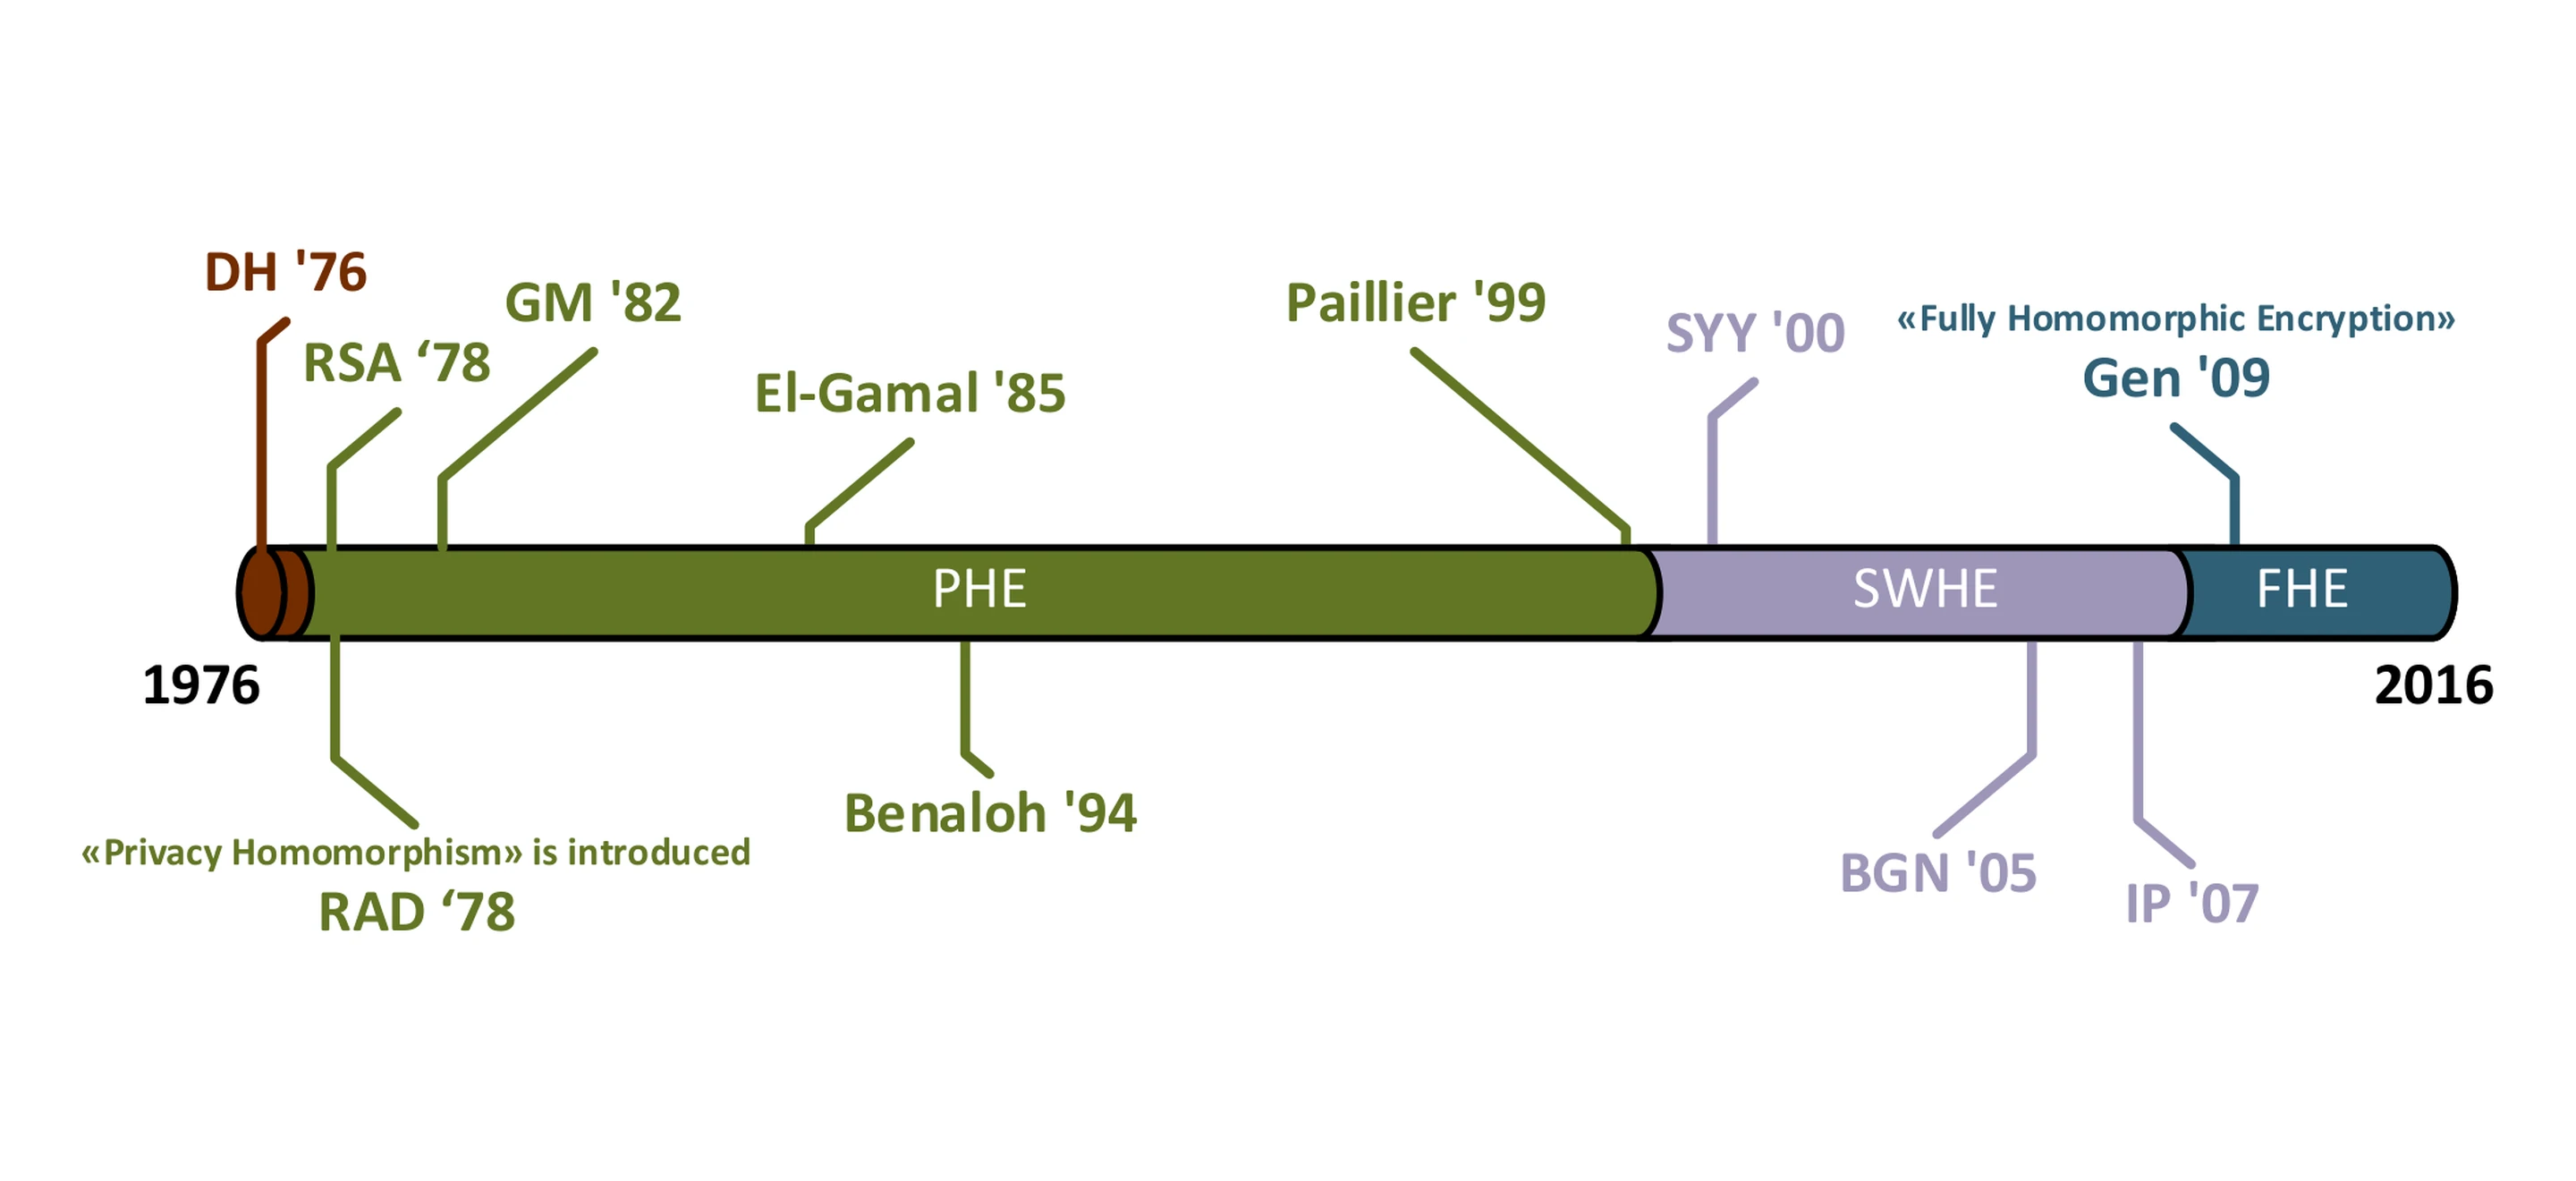 DH '76
GM '82
Paillier '99
SYY '00
«Fully Homomorphic Encryption»
Gen '09
RSA ‘78
El-Gamal '85
PHE
SWHE
FHE
1976
2016
Benaloh '94
«Privacy Homomorphism» is introduced
RAD ‘78
BGN '05
IP '07